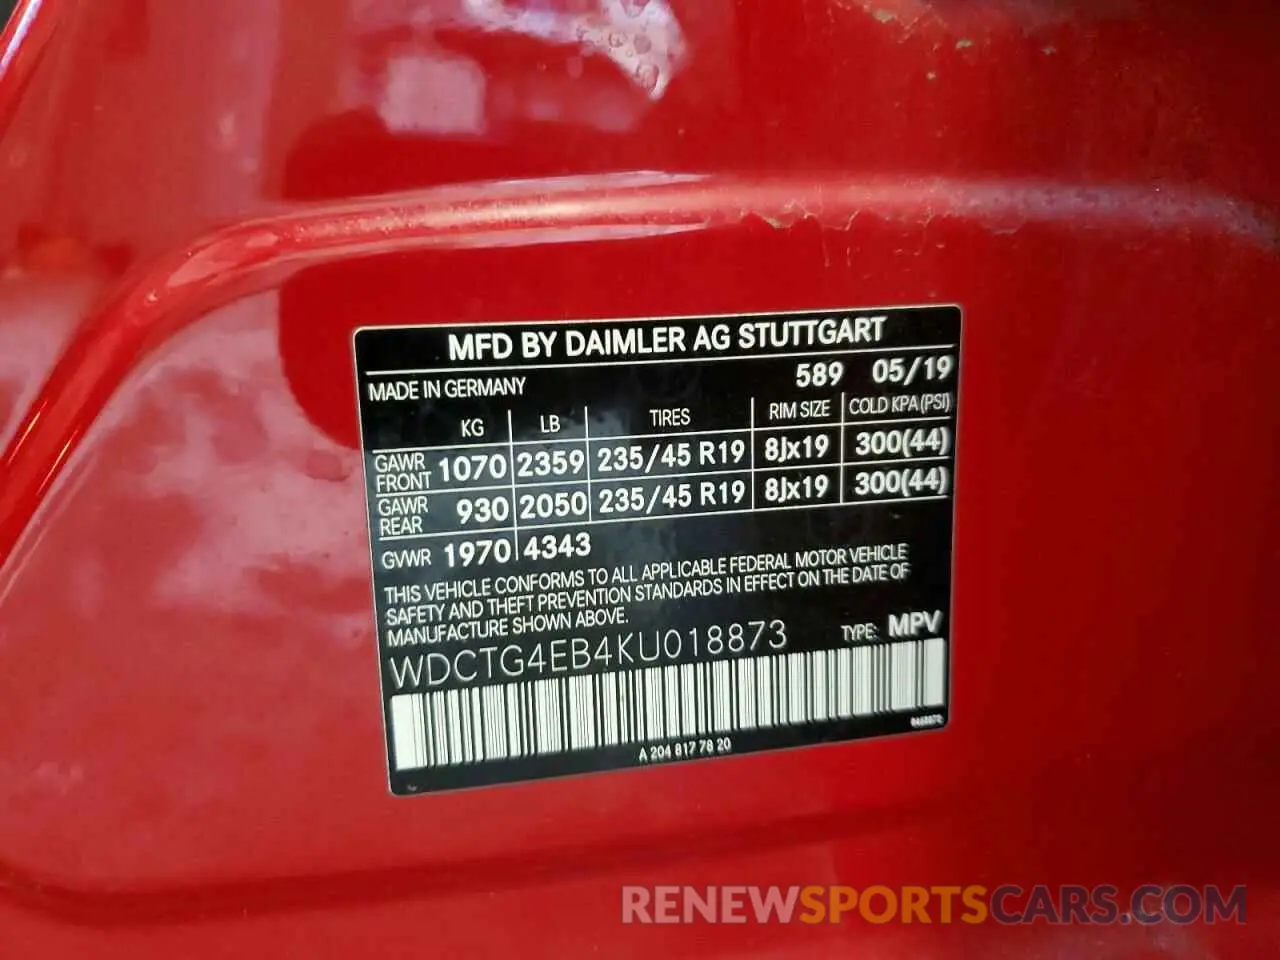 MFD BY DAIMLER AG STUTTGART
MADE IN GERMANY 589 05/19
KG LB TIRES RIM SIZE COLD KPA(PSI)
GAWR FRONT 1070 2359 235/45 R19 8Jx19 300(44)
GAWR REAR 930 2050 235/45 R19 8Jx19 300(44)
GVWR 1970 4343
THIS VEHICLE CONFORMS TO ALL APPLICABLE FEDERAL MOTOR VEHICLE
SAFETY AND THEFT PREVENTION STANDARDS IN EFFECT ON THE DATE OF
MANUFACTURE SHOWN ABOVE.
WDCTG4EB4KU018873 TYPE: MPV
A 204 817 78 20
RENEWSPORTSCARS.COM